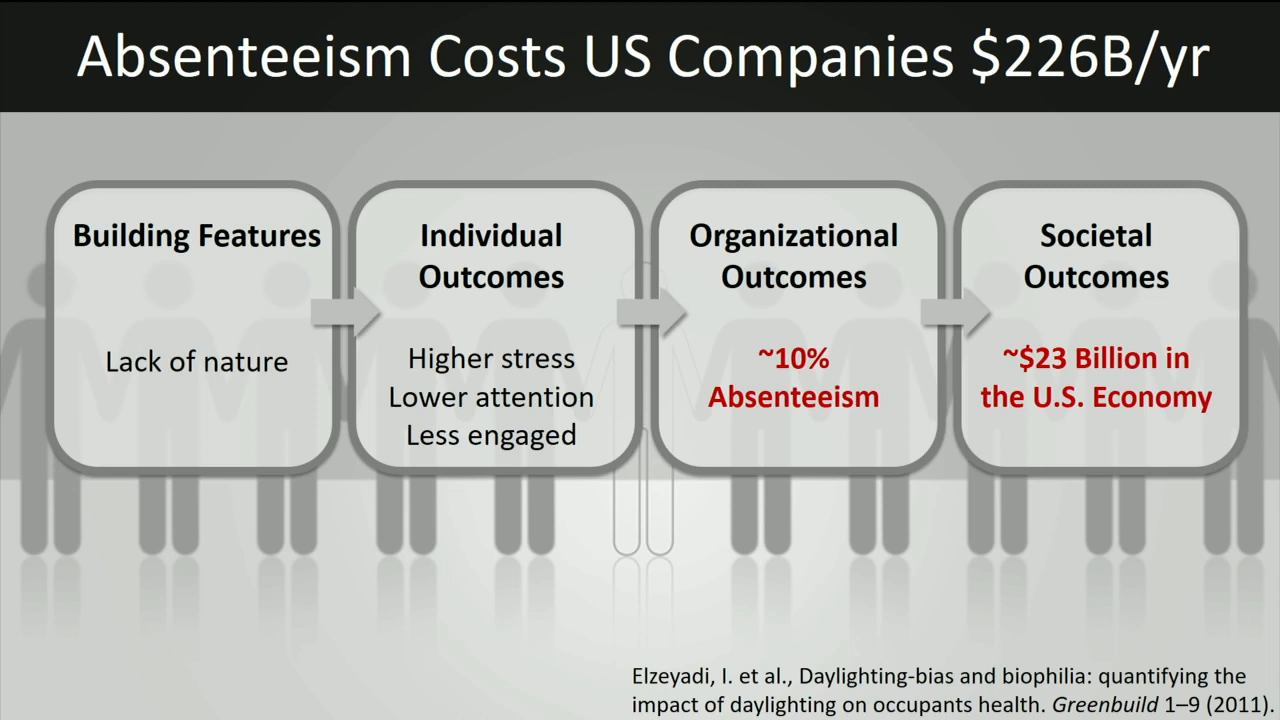 Absenteeism Costs US Companies $226B/yr
Building Features
Lack of nature
Individual
Outcomes
Higher stress
Lower attention
Less engaged
Organizational
Outcomes
~10%
Absenteeism
Societal
Outcomes
~$23 Billion in
the U.S. Economy
Elzeyadi, I. et al., Daylighting-bias and biophilia: quantifying the
impact of daylighting on occupants health. Greenbuild 1–9 (2011).